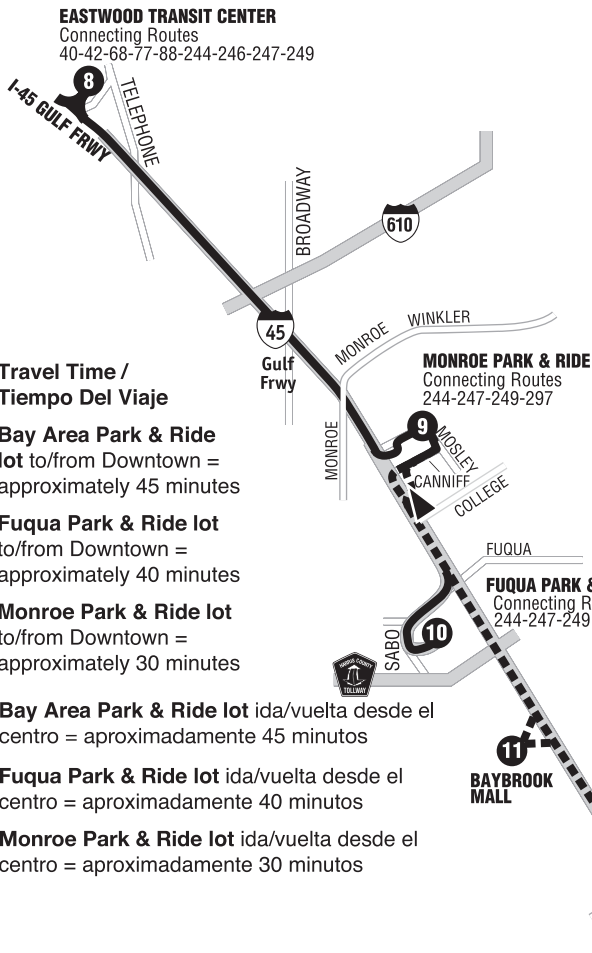 EASTWOOD TRANSIT CENTER
Connecting Routes
40-42-68-77-88-244-246-247-249
8
I-45 GULF FRWY
TELEPHONE
BROADWAY
610
45
Gulf
Frwy
MONROE
WINKLER
MONROE PARK & RIDE
Connecting Routes
244-247-249-297
9
MONROE
MOSLEY
CANNIFF
COLLEGE
FUQUA
FUQUA PARK &
Connecting R
244-247-249
10
SABO
HARRIS COUNTY
TOLLWAY
11
BAYBROOK
MALL
Travel Time /
Tiempo Del Viaje
Bay Area Park & Ride
lot to/from Downtown =
approximately 45 minutes
Fuqua Park & Ride lot
to/from Downtown =
approximately 40 minutes
Monroe Park & Ride lot
to/from Downtown =
approximately 30 minutes
Bay Area Park & Ride lot ida/vuelta desde el
centro = aproximadamente 45 minutos
Fuqua Park & Ride lot ida/vuelta desde el
centro = aproximadamente 40 minutos
Monroe Park & Ride lot ida/vuelta desde el
centro = aproximadamente 30 minutos